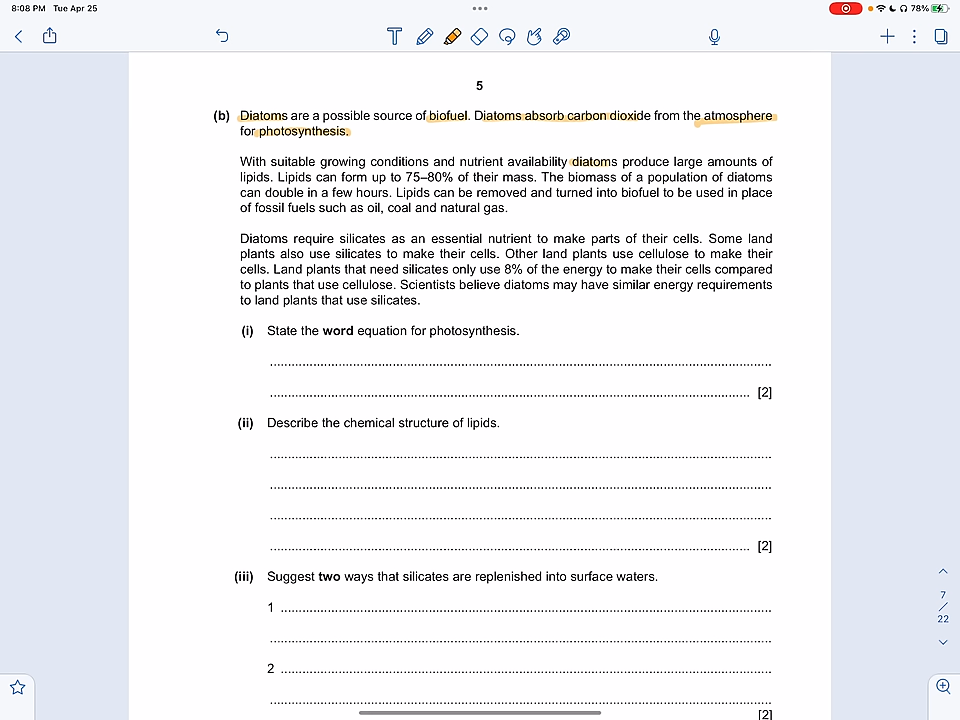 8:08 PM Tue Apr 25
78%
5
(b) Diatoms are a possible source of biofuel. Diatoms absorb carbon dioxide from the atmosphere
for photosynthesis.
With suitable growing conditions and nutrient availability diatoms produce large amounts of
lipids. Lipids can form up to 75–80% of their mass. The biomass of a population of diatoms
can double in a few hours. Lipids can be removed and turned into biofuel to be used in place
of fossil fuels such as oil, coal and natural gas.
Diatoms require silicates as an essential nutrient to make parts of their cells. Some land
plants also use silicates to make their cells. Other land plants use cellulose to make their
cells. Land plants that need silicates only use 8% of the energy to make their cells compared
to plants that use cellulose. Scientists believe diatoms may have similar energy requirements
to land plants that use silicates.
(i) State the word equation for photosynthesis.
[2]
(ii) Describe the chemical structure of lipids.
[2]
(iii) Suggest two ways that silicates are replenished into surface waters.
1
2
[2]
7
/
22